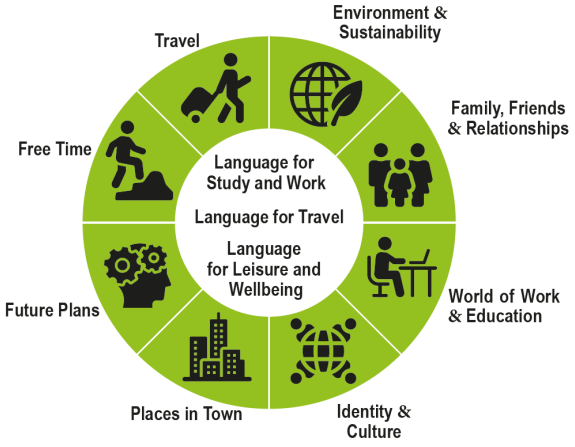 Environment &
Sustainability
Travel
Family, Friends
& Relationships
Free Time
Language for
Study and Work
Language for Travel
Language
for Leisure and
Wellbeing
World of Work
& Education
Future Plans
Places in Town
Identity &
Culture